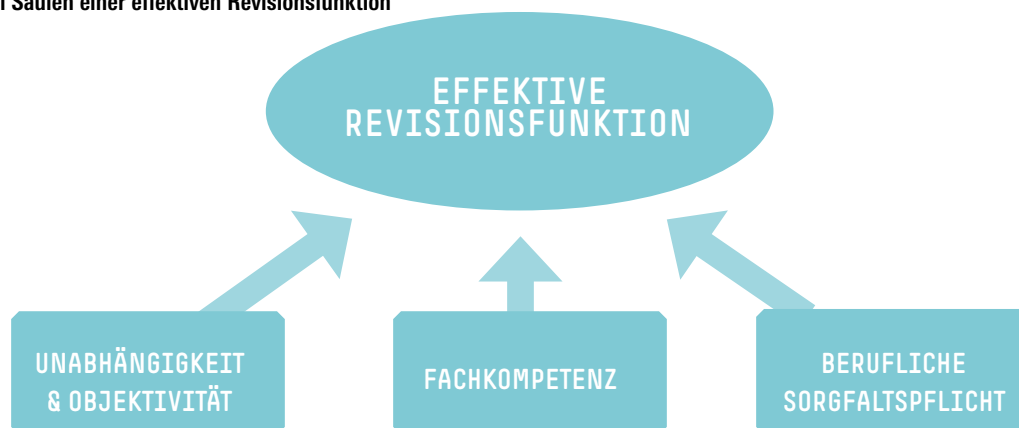 Säulen einer effektiven Revisionsfunktion
EFFEKTIVE
REVISIONSFUNKTION
UNABHÄNGIGKEIT
& OBJEKTIVITÄT
FACHKOMPETENZ
BERUFLICHE
SORGFALTSPFLICHT